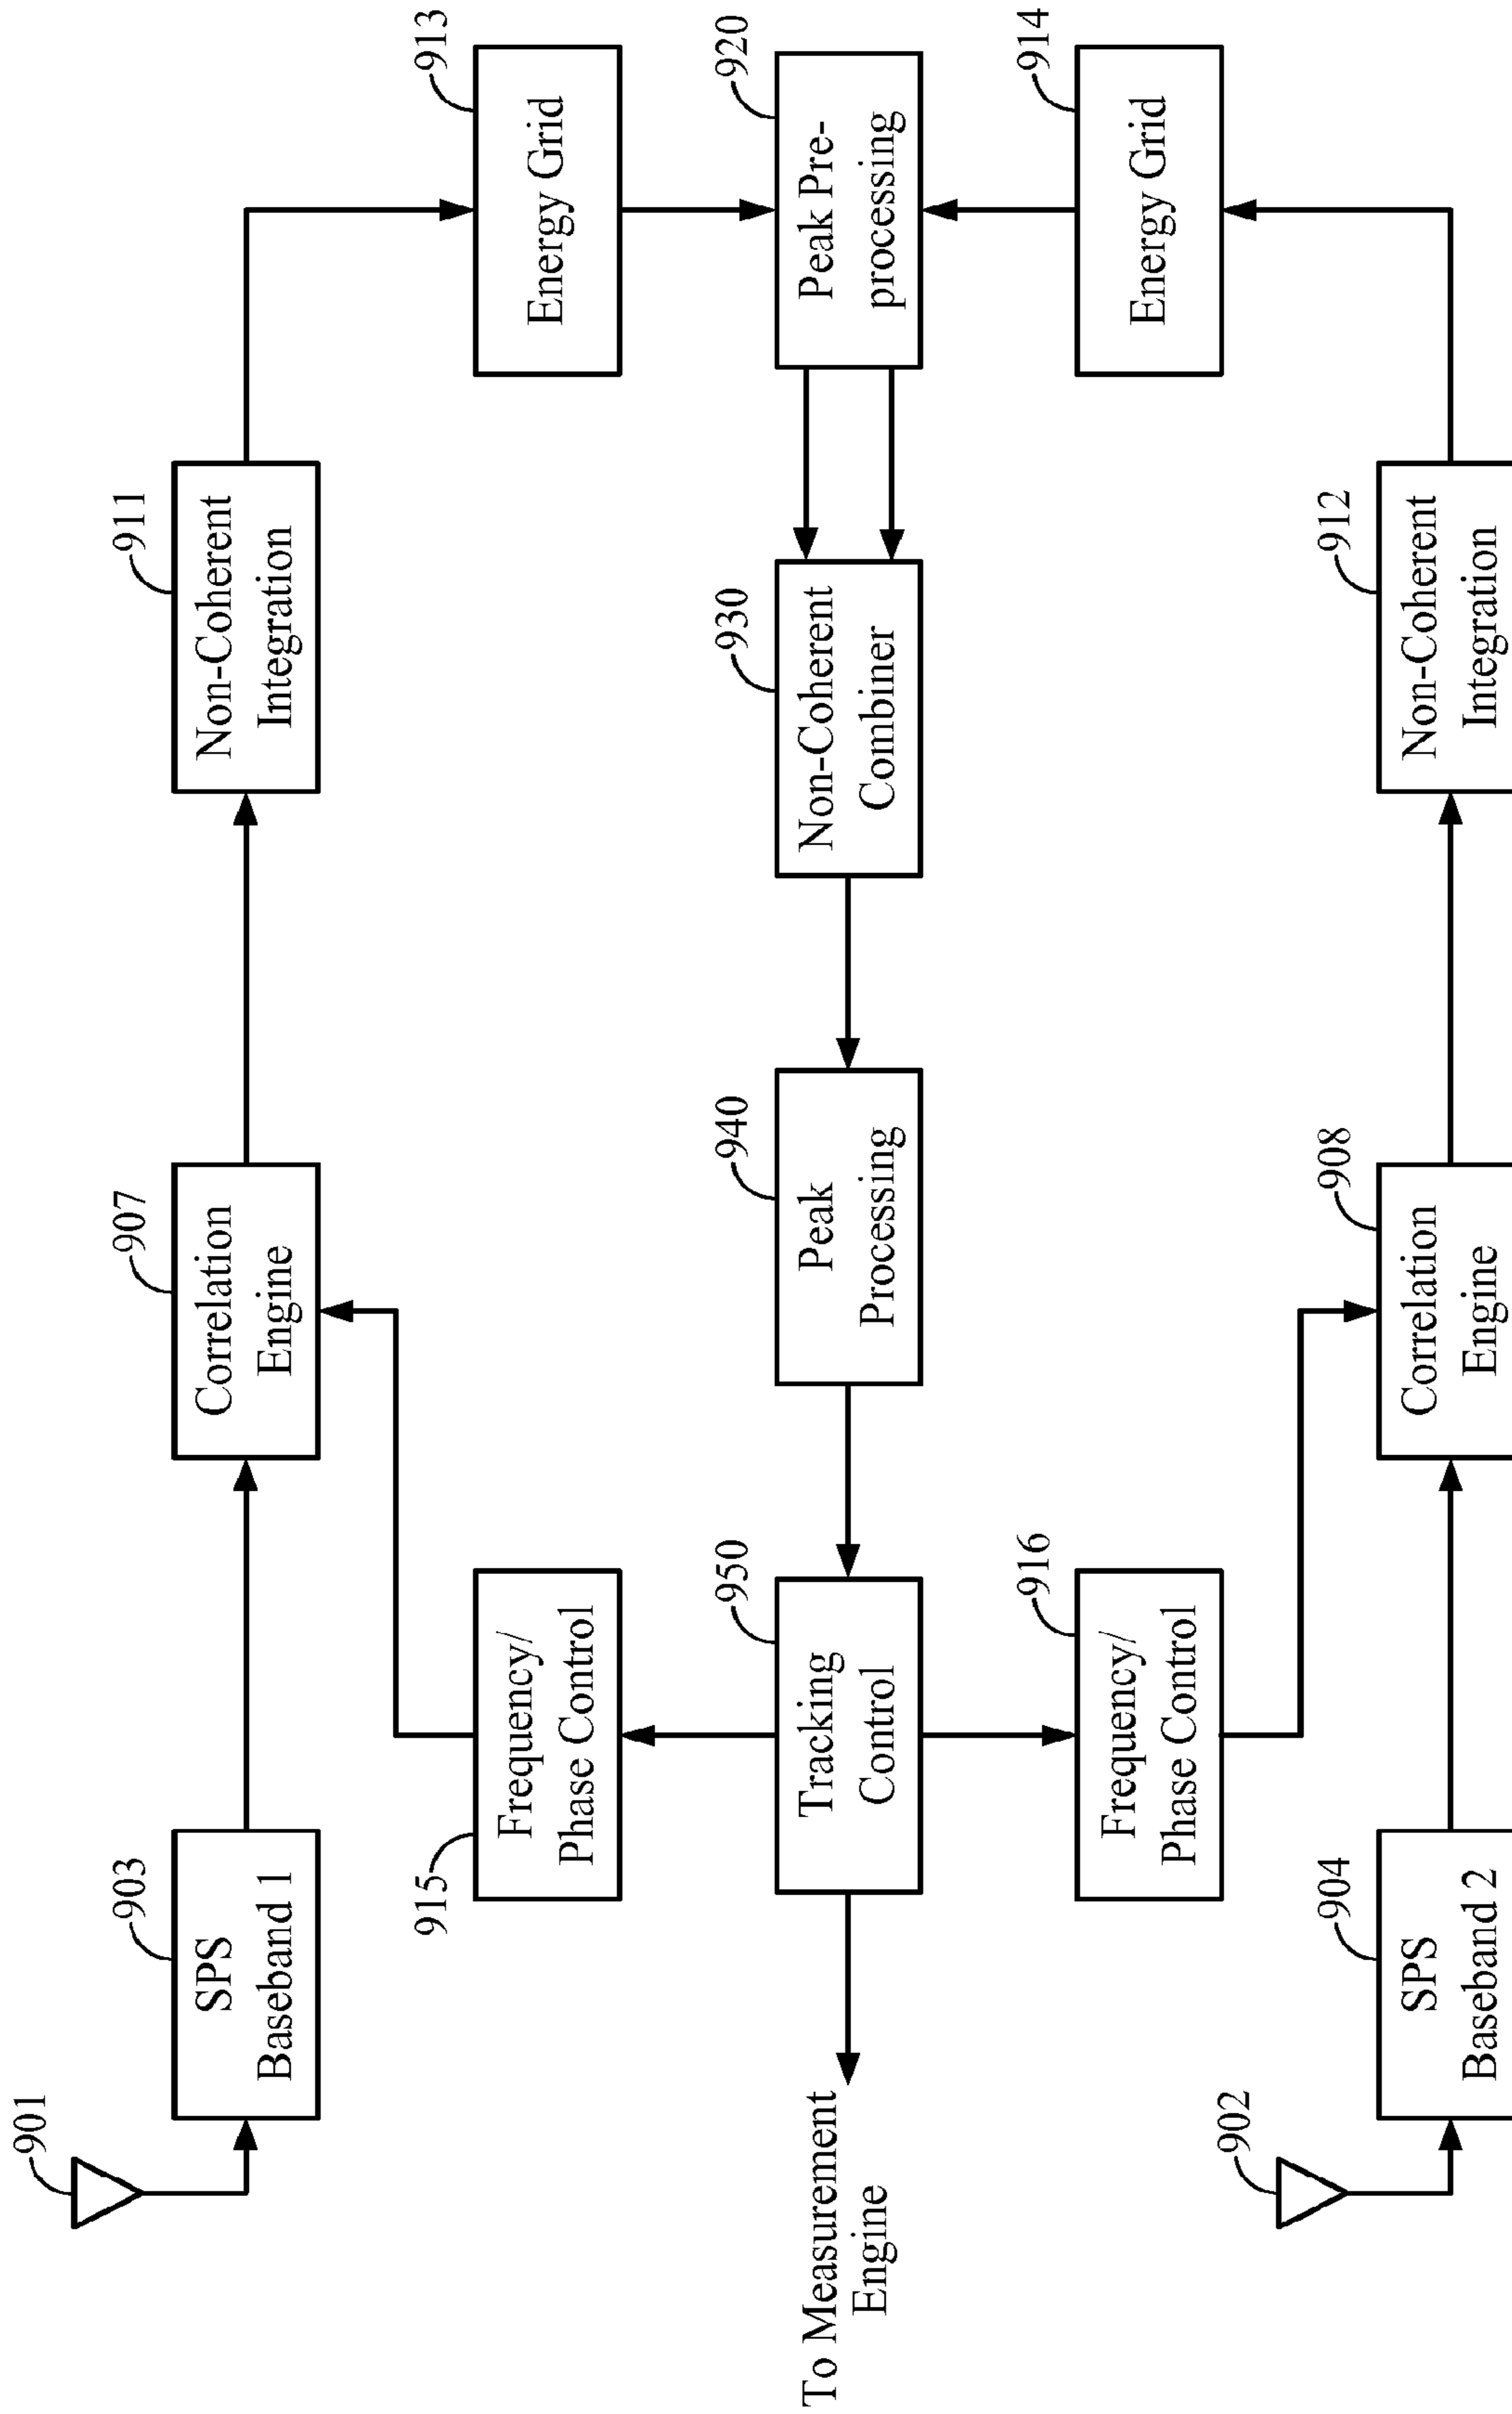 901
903
SPS
Baseband 1
907
Correlation
Engine
911
Non-Coherent
Integration
913
Energy Grid
915
Frequency/
Phase Control
To Measurement
Engine
950
Tracking
Control
940
Peak
Processing
930
Non-Coherent
Combiner
920
Peak Pre-
processing
916
Frequency/
Phase Control
914
Energy Grid
902
904
SPS
Baseband 2
908
Correlation
Engine
912
Non-Coherent
Integration